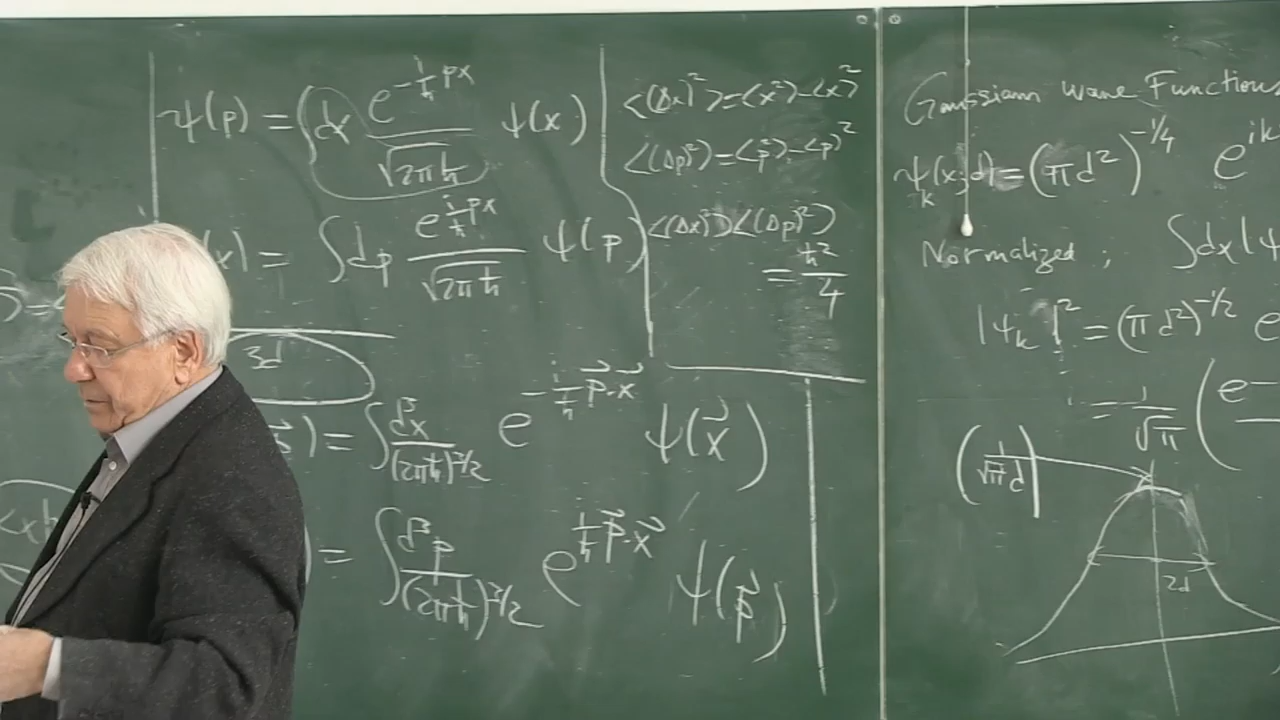 ψ(p) = ∫dx e^{-i/ħ px} / √(2πħ) ψ(x)
(x) = ∫dp e^{i/ħ px} / √(2πħ) ψ(p)
3d
) = ∫ d³x / (2πħ)^{3/2} e^{-i/ħ p⃗·x⃗} ψ(x⃗)
) = ∫ d³p / (2πħ)^{3/2} e^{i/ħ p⃗·x⃗} ψ(p⃗)
<(Δx)²> = <x²> - <x>²
<(Δp)²> = <p²> - <p>²
<(Δx)²><(Δp)²>
= ħ²/4
Gaussian Wave Functions
ψ_k(x;d) = (πd²)^{-1/4} e^{ik
Normalized ; ∫dx|ψ
|ψ_k|² = (πd²)^{-1/2} e
= 1/√π (e^{-
(1/√π d)
2d